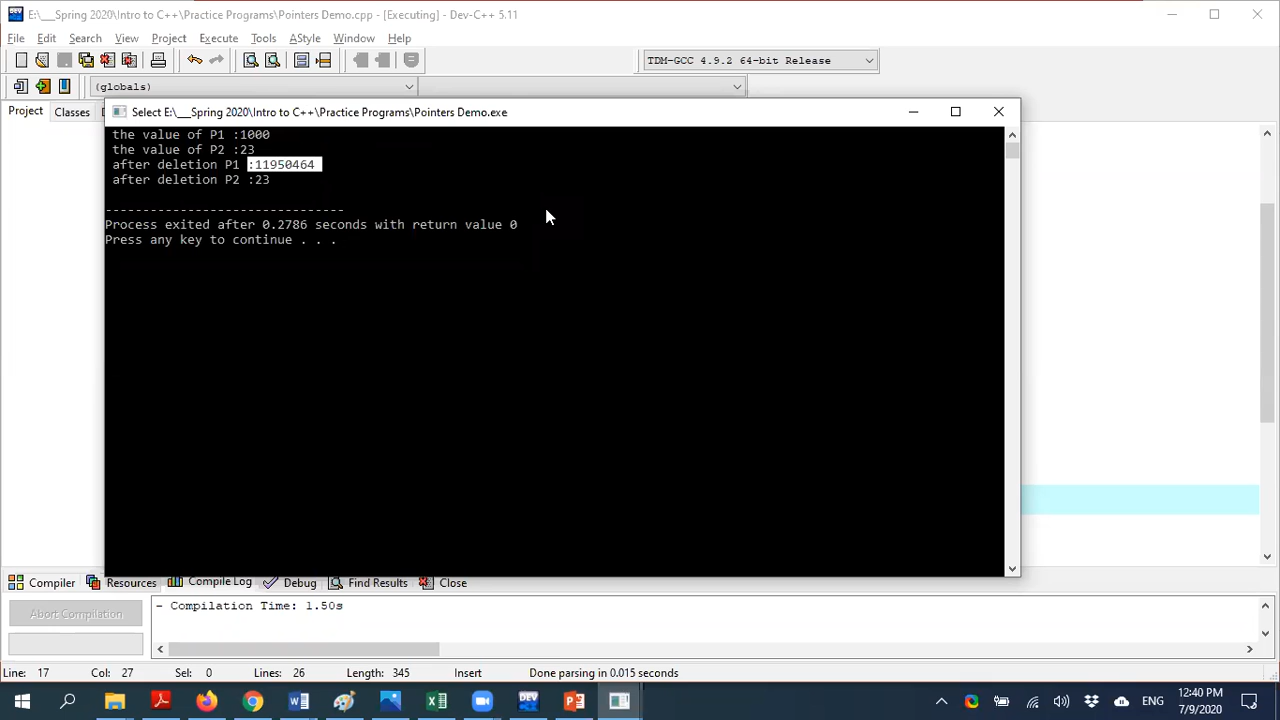 E:\__Spring 2020\Intro to C++\Practice Programs\Pointers Demo.cpp - [Executing] - Dev-C++ 5.11
File Edit Search View Project Execute Tools AStyle Window Help
TDM-GCC 4.9.2 64-bit Release
(globals)
Project Classes
Select E:\__Spring 2020\Intro to C++\Practice Programs\Pointers Demo.exe
the value of P1 :1000
the value of P2 :23
after deletion P1 :11950464
after deletion P2 :23
--------------------------------
Process exited after 0.2786 seconds with return value 0
Press any key to continue . . .
Compiler Resources Compile Log Debug Find Results Close
Abort Compilation
- Compilation Time: 1.50s
Line: 17 Col: 27 Sel: 0 Lines: 26 Length: 345 Insert Done parsing in 0.015 seconds
DEV
ENG
12:40 PM
7/9/2020